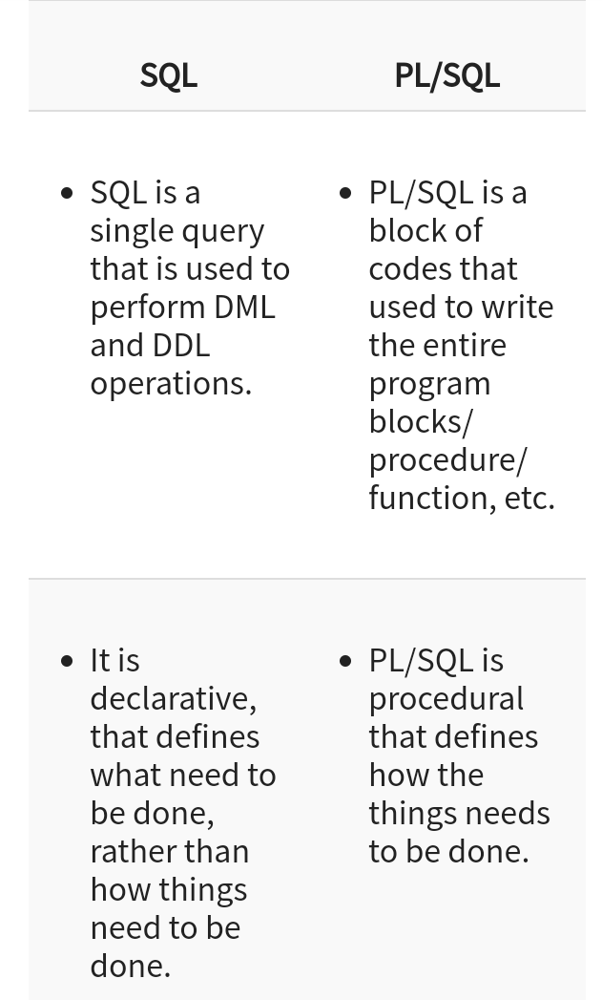 SQL PL/SQL
• SQL is a
single query
that is used to
perform DML
and DDL
operations.
• PL/SQL is a
block of
codes that
used to write
the entire
program
blocks/
procedure/
function, etc.
• It is
declarative,
that defines
what need to
be done,
rather than
how things
need to be
done.
• PL/SQL is
procedural
that defines
how the
things needs
to be done.